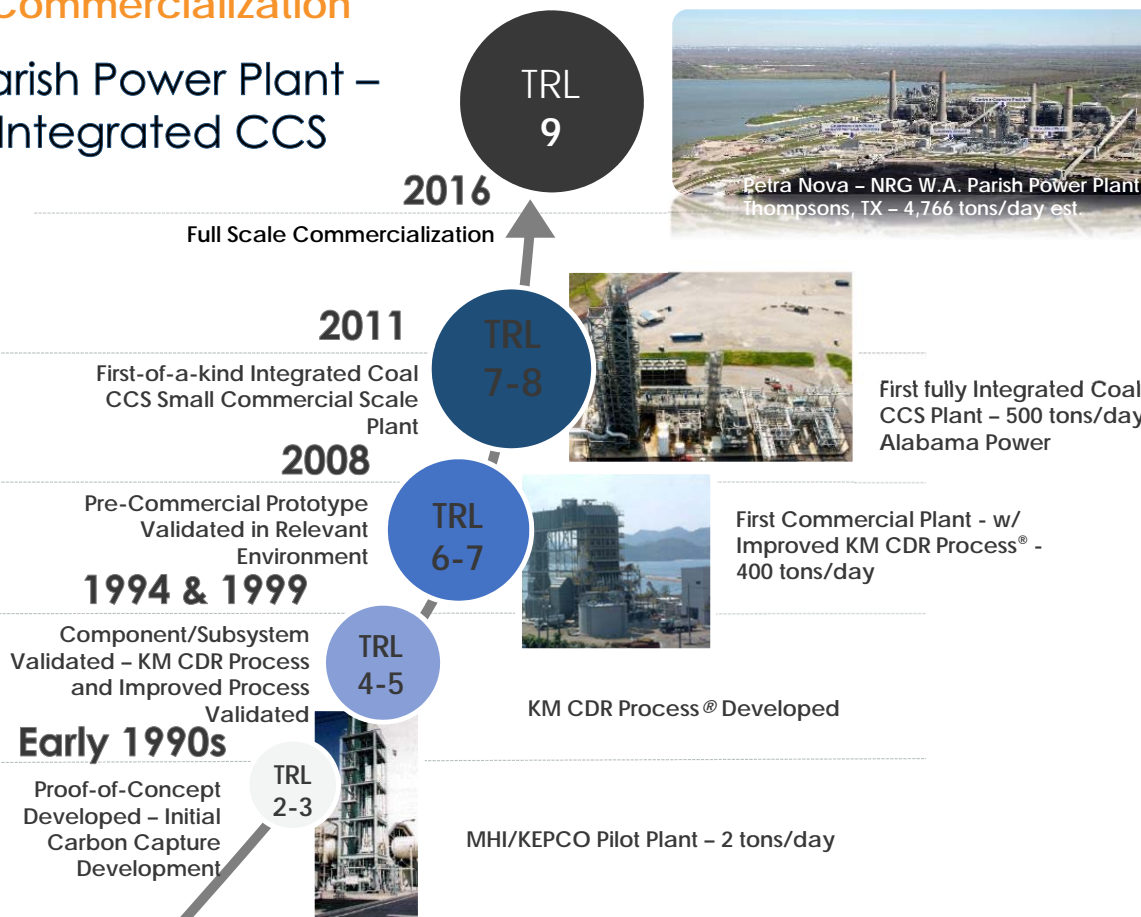 Commercialization
arish Power Plant –
Integrated CCS
TRL
9
2016
Full Scale Commercialization
Petra Nova – NRG W.A. Parish Power Plant
Thompsons, TX – 4,766 tons/day est.
2011
First-of-a-kind Integrated Coal
CCS Small Commercial Scale
Plant
TRL
7-8
First fully Integrated Coal
CCS Plant – 500 tons/day
Alabama Power
2008
Pre-Commercial Prototype
Validated in Relevant
Environment
TRL
6-7
First Commercial Plant - w/
Improved KM CDR Process® -
400 tons/day
1994 & 1999
Component/Subsystem
Validated – KM CDR Process
and Improved Process
Validated
TRL
4-5
KM CDR Process® Developed
Early 1990s
Proof-of-Concept
Developed – Initial
Carbon Capture
Development
TRL
2-3
MHI/KEPCO Pilot Plant – 2 tons/day